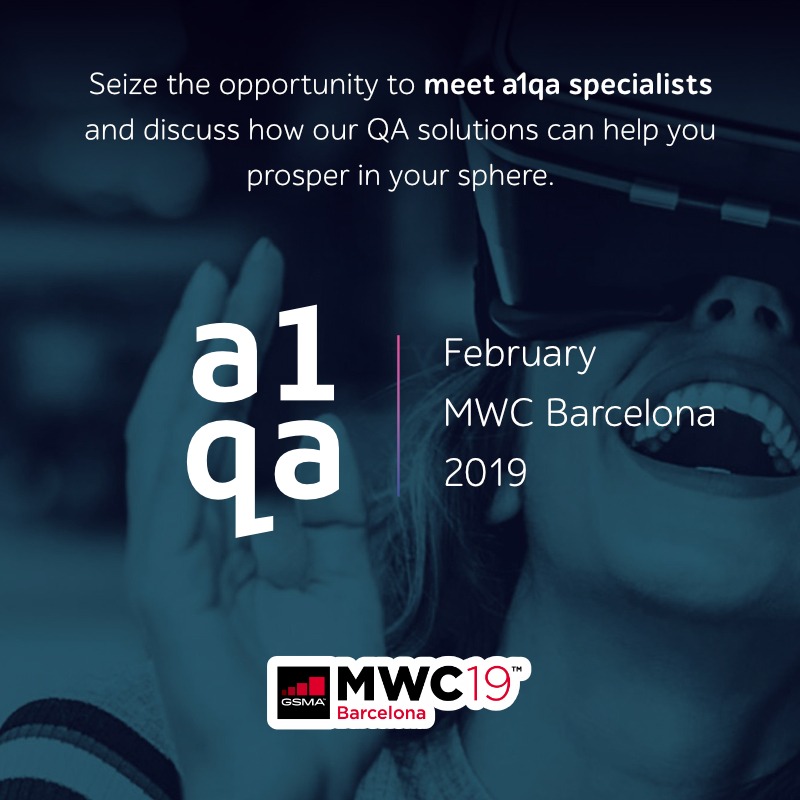 Seize the opportunity to meet a1qa specialists
and discuss how our QA solutions can help you
prosper in your sphere.
a1
qa
February
MWC Barcelona
2019
GSMA™
MWC19™
Barcelona